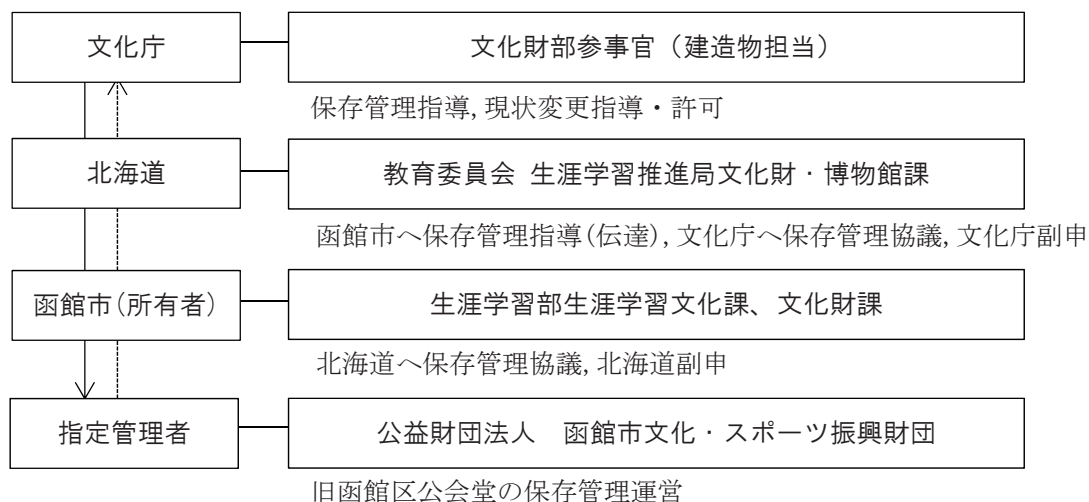 文化庁
文化財部参事官（建造物担当）
保存管理指導, 現状変更指導・許可
北海道
教育委員会 生涯学習推進局文化財・博物館課
函館市へ保存管理指導(伝達), 文化庁へ保存管理協議, 文化庁副申
函館市(所有者)
生涯学習部生涯学習文化課、文化財課
北海道へ保存管理協議, 北海道副申
指定管理者
公益財団法人　函館市文化・スポーツ振興財団
旧函館区公会堂の保存管理運営